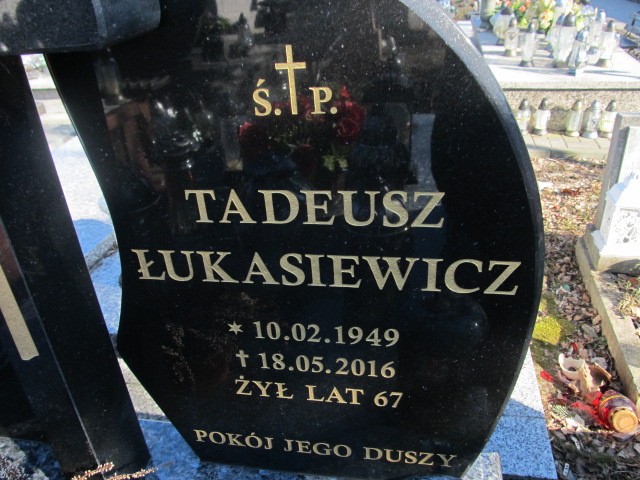 Ś. P.
TADEUSZ
ŁUKASIEWICZ
* 10.02.1949
† 18.05.2016
ŻYŁ LAT 67
POKÓJ JEGO DUSZY